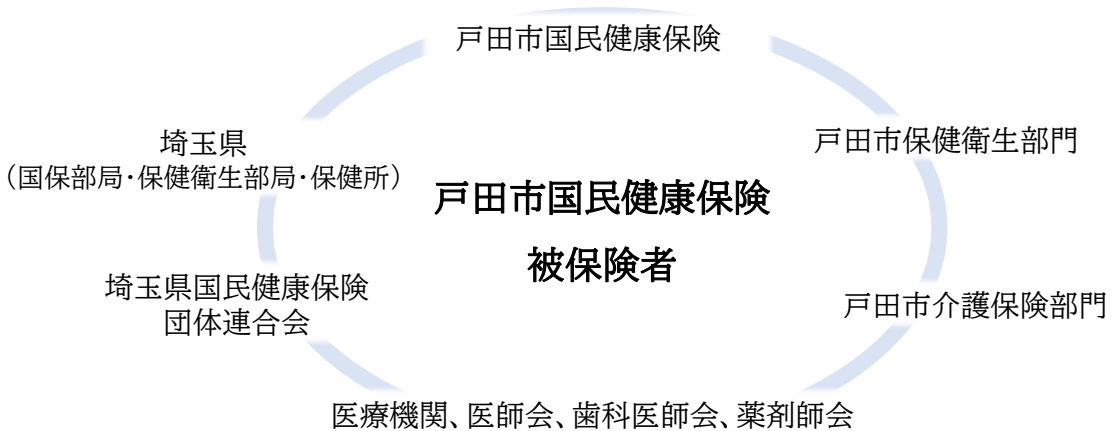 戸田市国民健康保険
埼玉県
（国保部局・保健衛生部局・保健所）
戸田市保健衛生部門
戸田市国民健康保険
被保険者
埼玉県国民健康保険
団体連合会
戸田市介護保険部門
医療機関、医師会、歯科医師会、薬剤師会